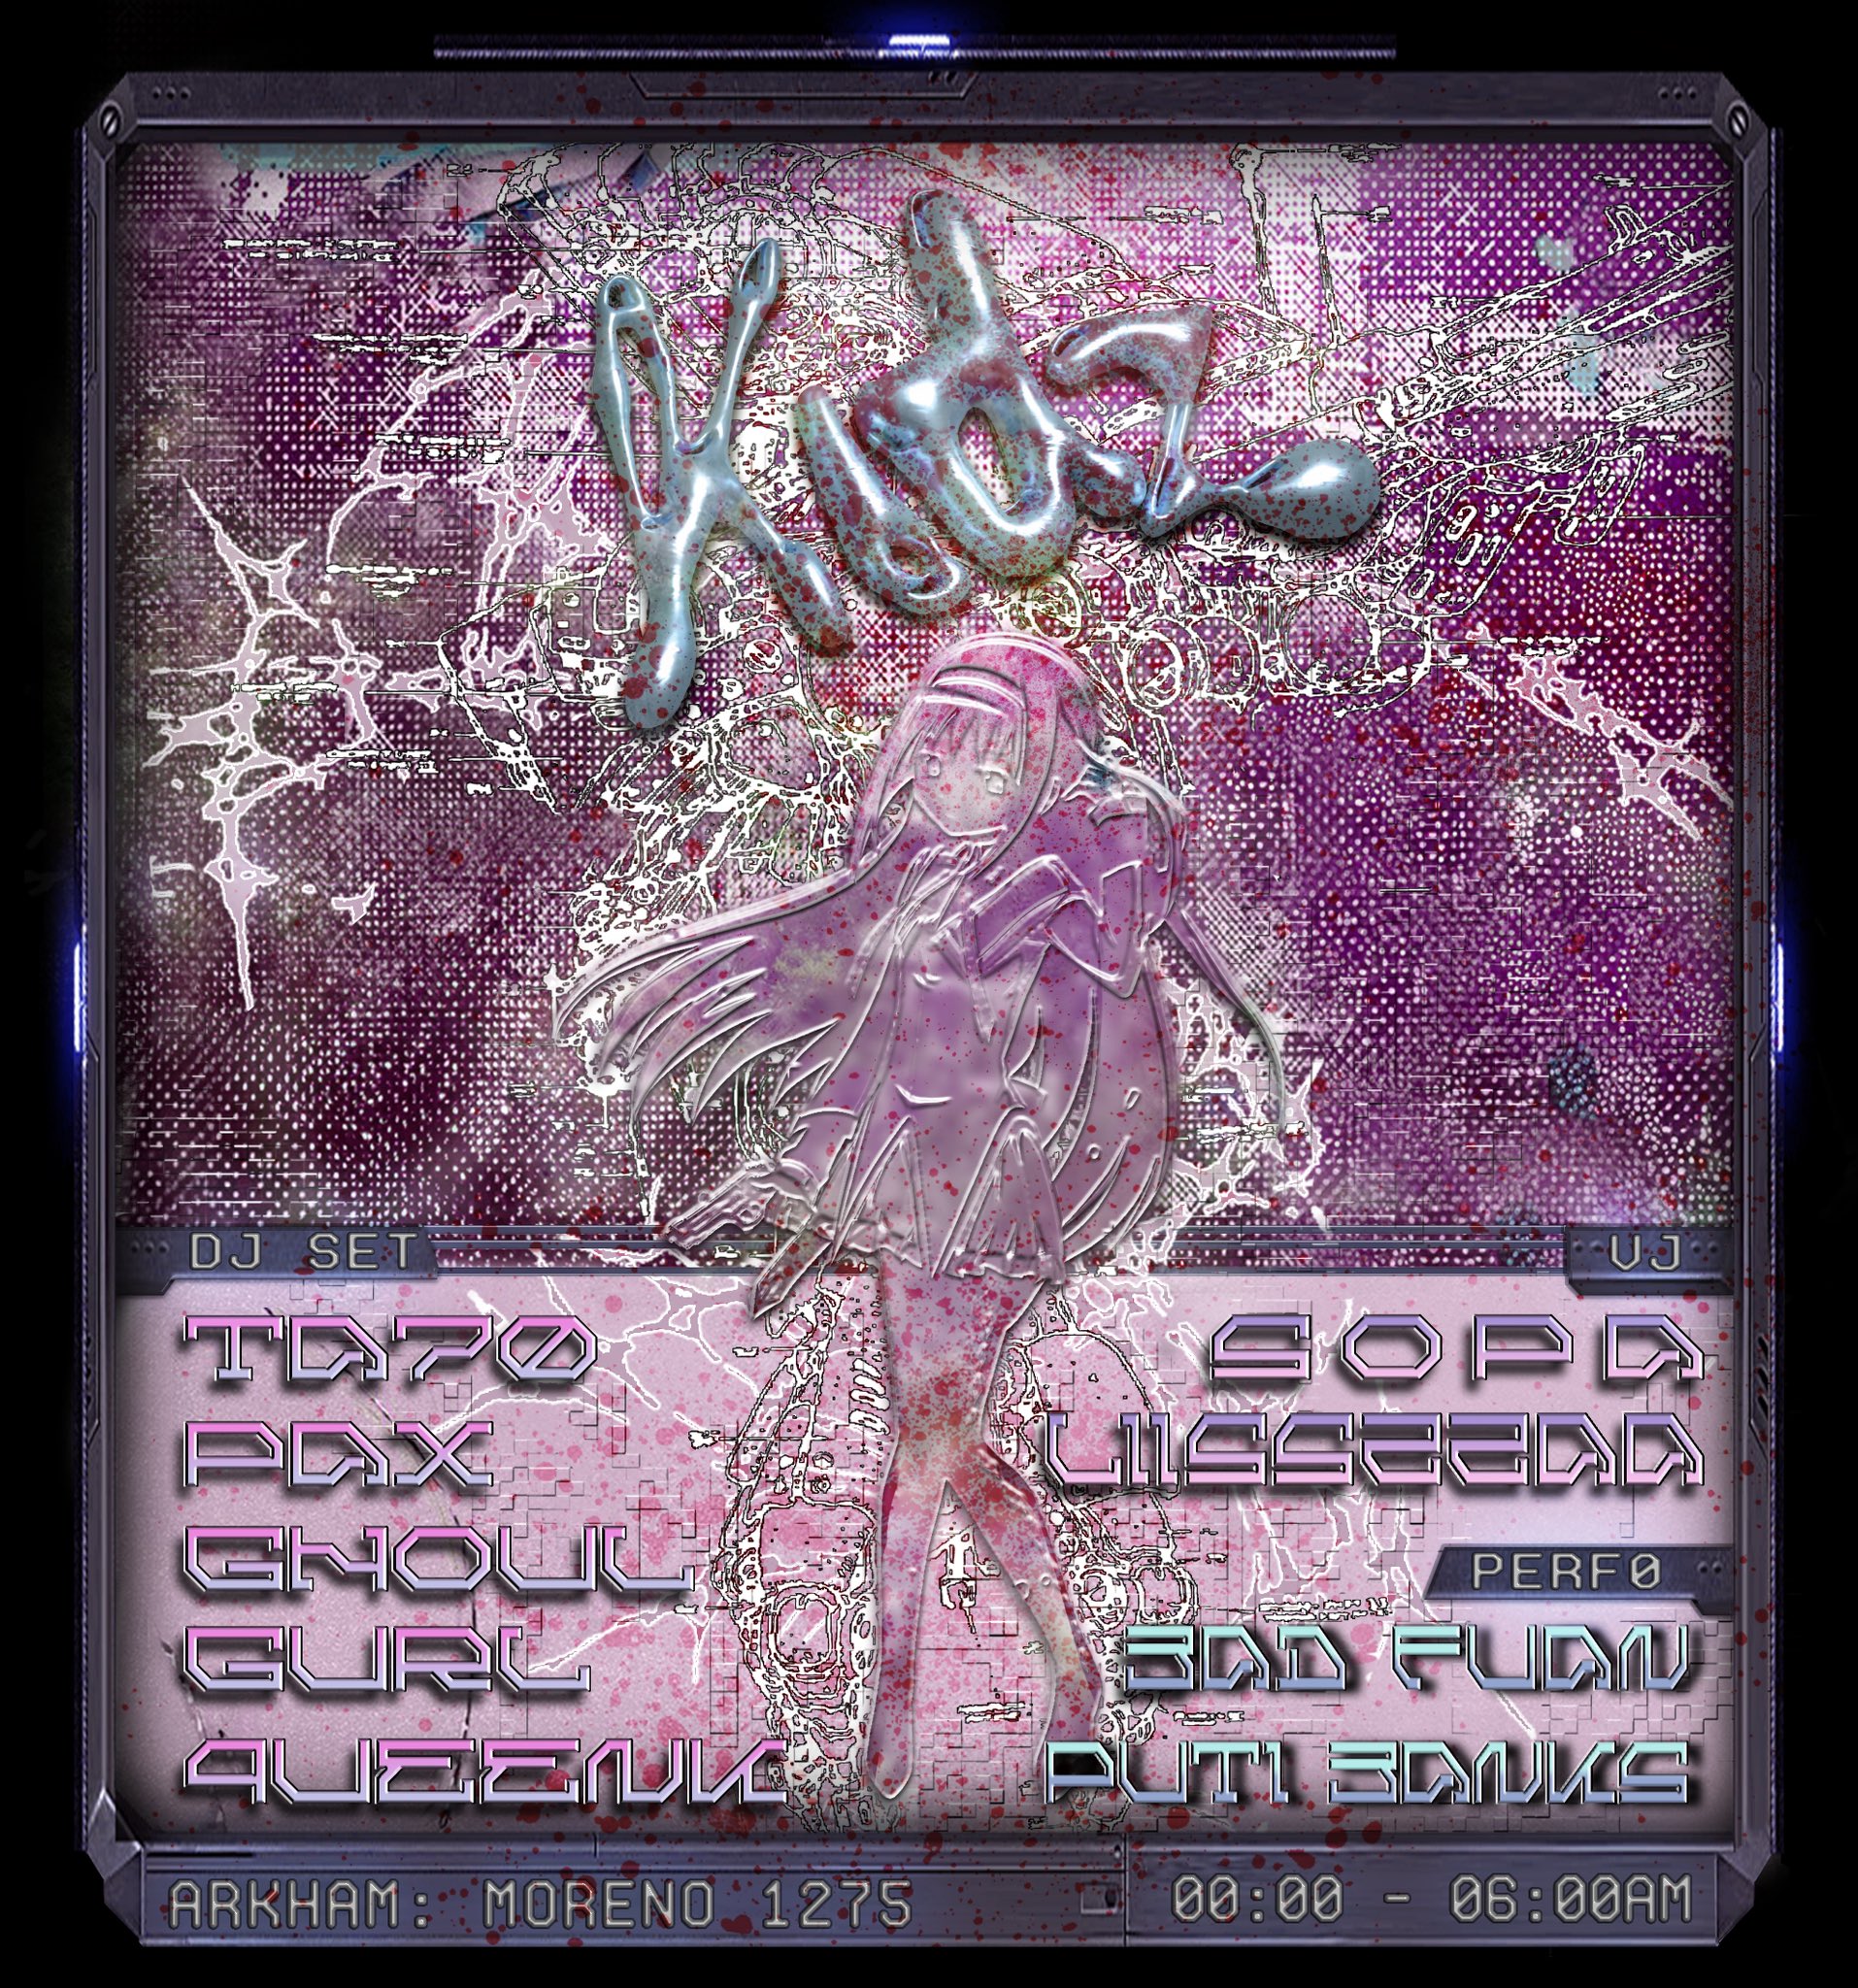 Kidz
DJ SET
TA70
PAX
GHOUL
GURL
QUEENK
VJ
SOPA
LIISSZZAA
PERF0
BAD FUAN
PUTI BANKS
ARKHAM: MORENO 1275
00:00 - 06:00AM